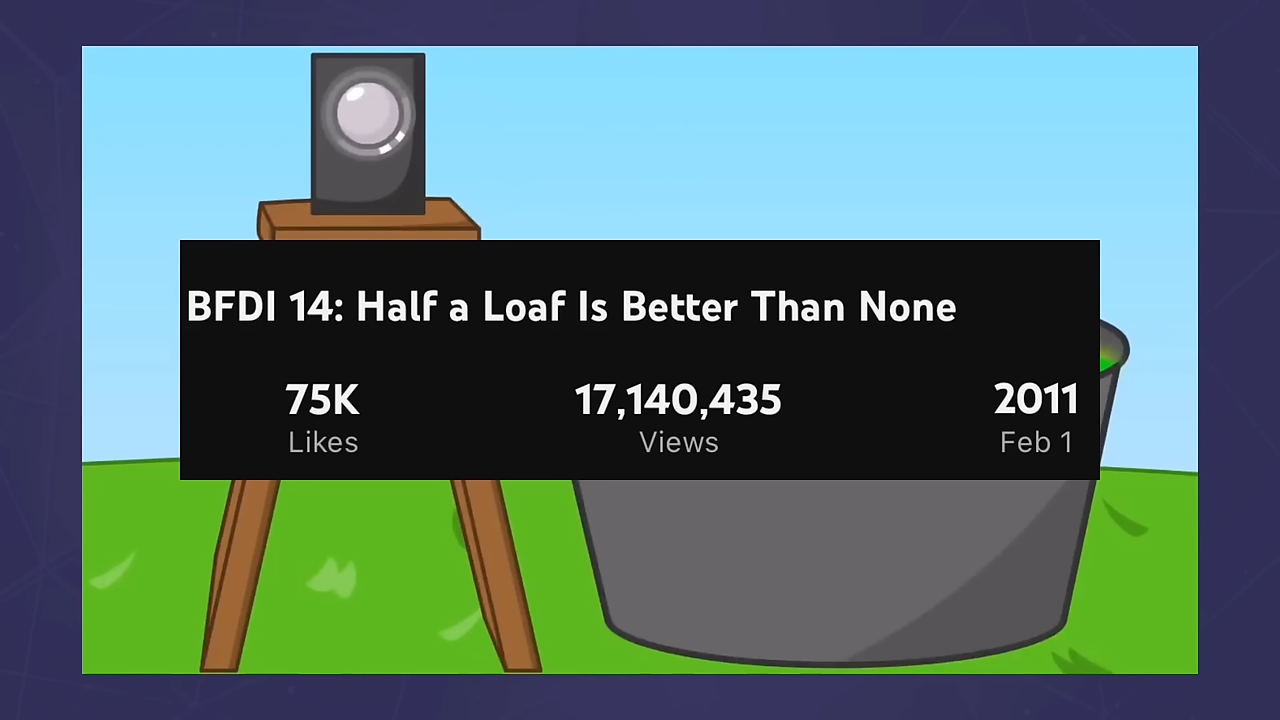 BFDI 14: Half a Loaf Is Better Than None
75K 17,140,435 2011
Likes Views Feb 1